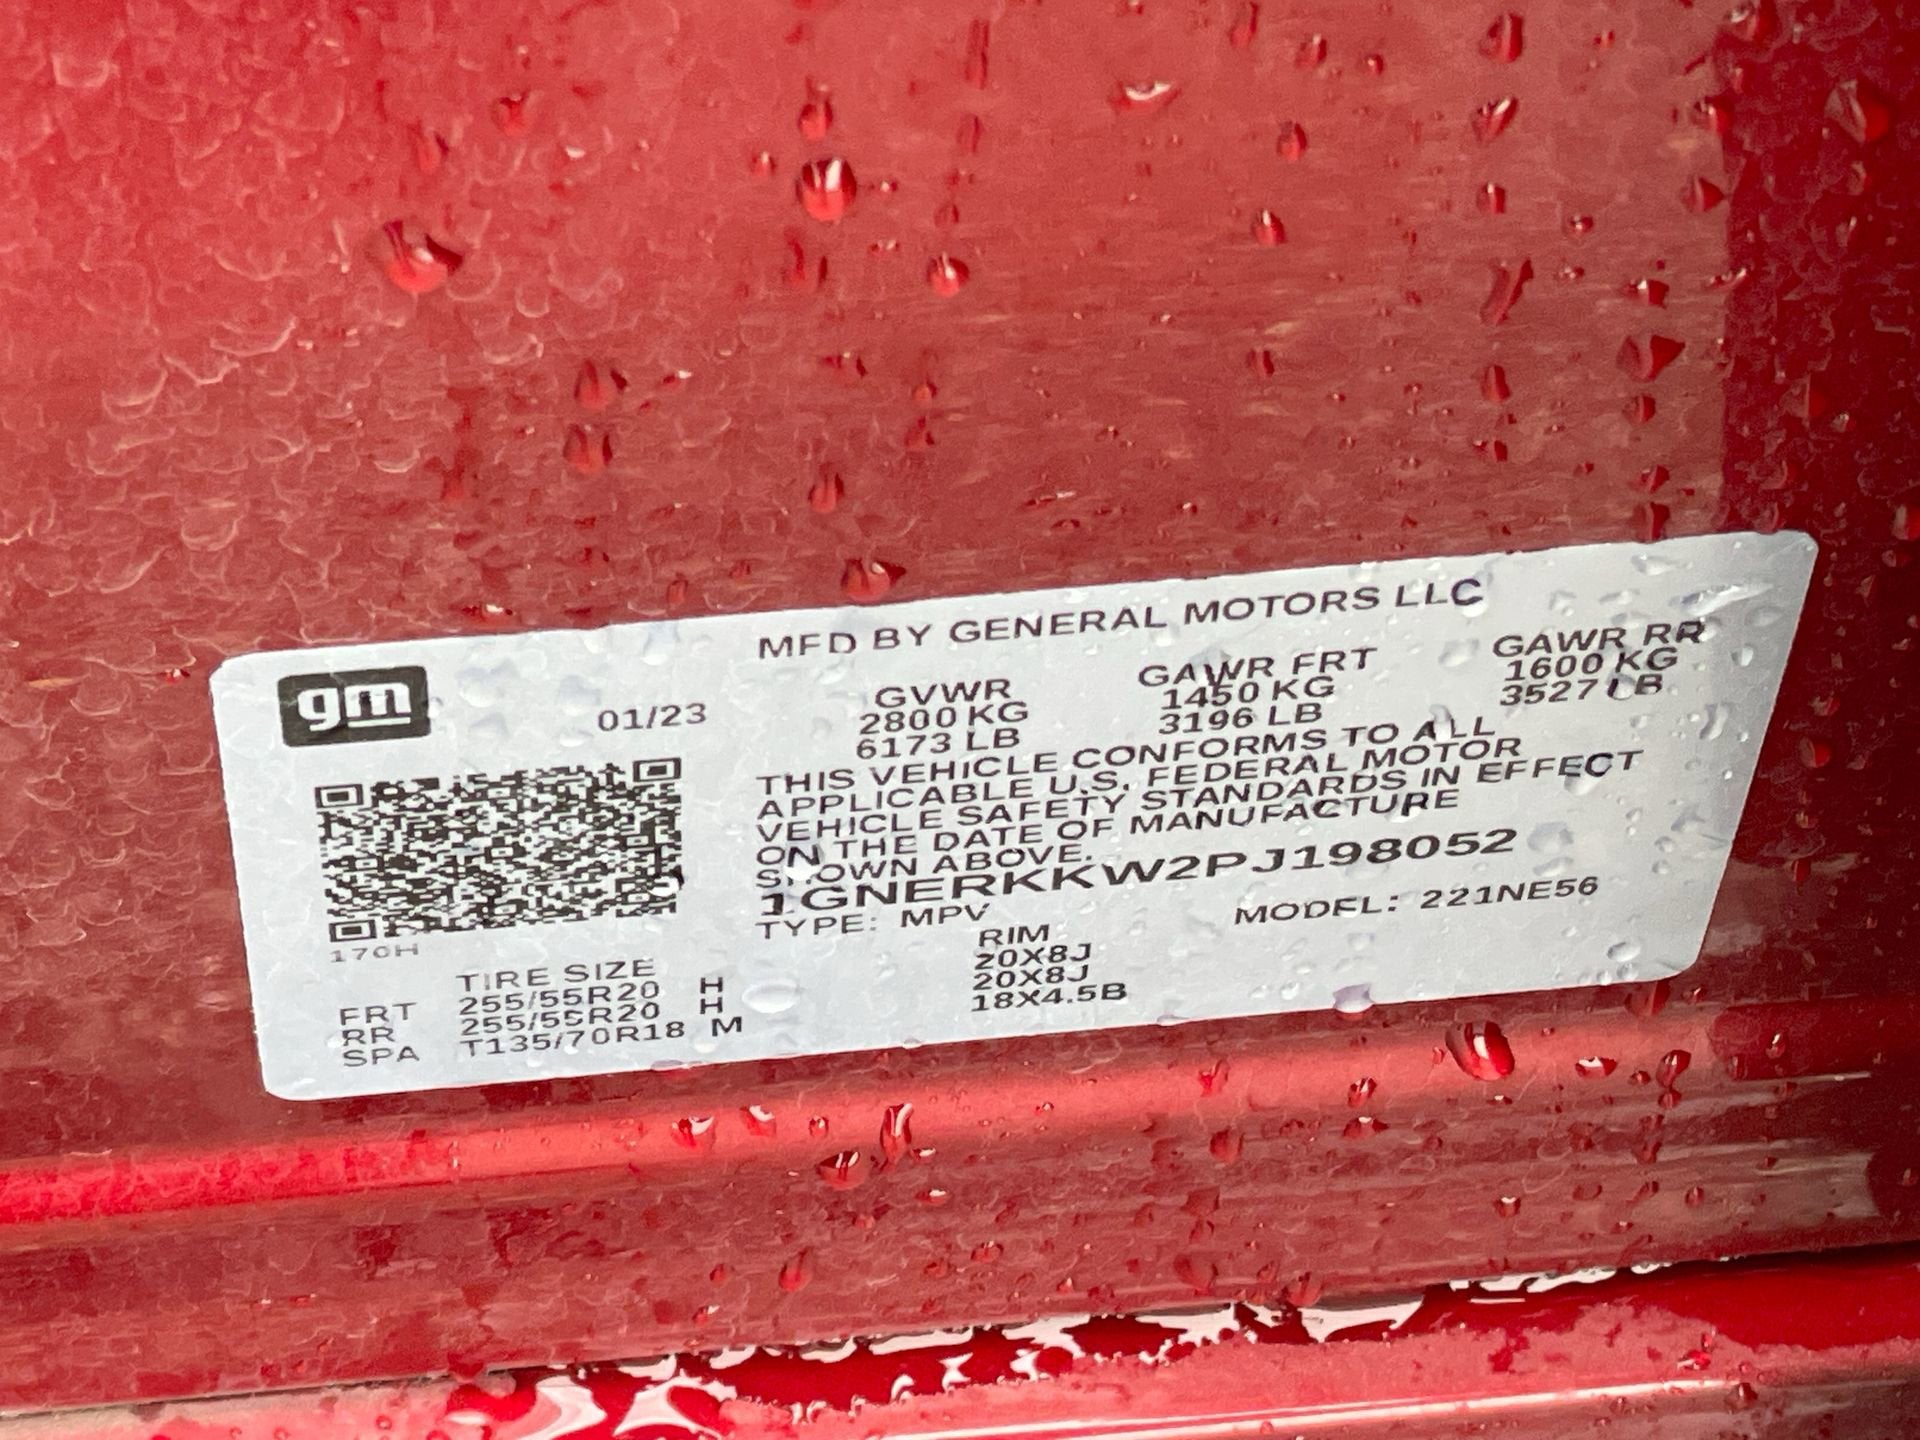 MFD BY GENERAL MOTORS LLC
gm
01/23
GVWR GAWR FRT GAWR RR
2800 KG 1450 KG 1600 KG
6173 LB 3196 LB 3527 LB
THIS VEHICLE CONFORMS TO ALL
APPLICABLE U.S. FEDERAL MOTOR
VEHICLE SAFETY STANDARDS IN EFFECT
ON THE DATE OF MANUFACTURE
SHOWN ABOVE.
1GNERKKW2PJ198052
TYPE: MPV MODEL: 221NE56
170H
TIRE SIZE RIM
FRT 255/55R20 H 20X8J
RR 255/55R20 H 20X8J
SPA T135/70R18 M 18X4.5B